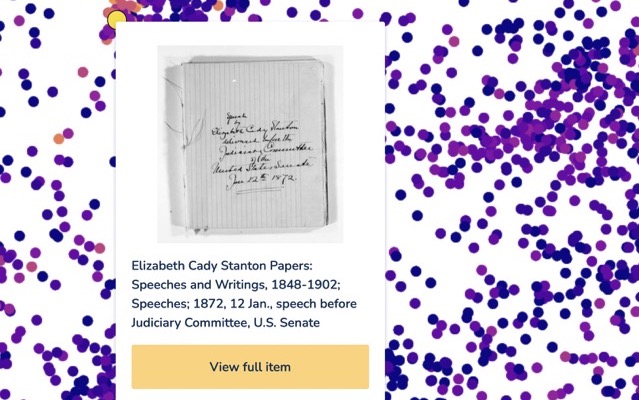 Speech
by
Elizabeth Cady Stanton
delivered before the
Judiciary Committee
of the
United States Senate
Jan 12th 1872.
Elizabeth Cady Stanton Papers:
Speeches and Writings, 1848-1902;
Speeches; 1872, 12 Jan., speech before
Judiciary Committee, U.S. Senate
View full item